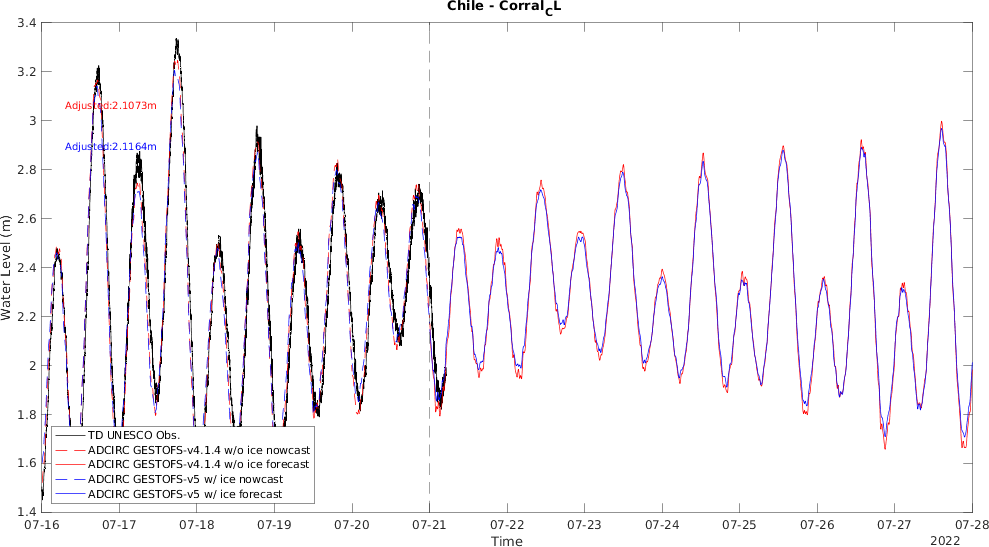 Chile - Corral_CL
3.4
3.2
3
2.8
2.6
2.4
2.2
2
1.8
1.6
1.4
Water Level (m)
Adjusted:2.1073m
Adjusted:2.1164m
TD UNESCO Obs.
ADCIRC GESTOFS-v4.1.4 w/o ice nowcast
ADCIRC GESTOFS-v4.1.4 w/o ice forecast
ADCIRC GESTOFS-v5 w/ ice nowcast
ADCIRC GESTOFS-v5 w/ ice forecast
07-16 07-17 07-18 07-19 07-20 07-21 07-22 07-23 07-24 07-25 07-26 07-27 07-28
Time
2022